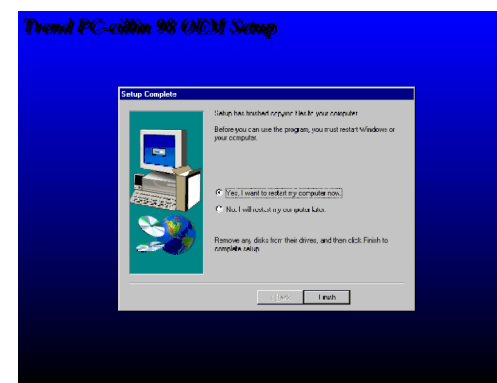 Trend PC-cillin 98 OEM Setup
Setup Complete
Setup has finished copying files to your computer.
Before you can use the program, you must restart Windows or
your computer.
Yes, I want to restart my computer now.
No, I will restart my computer later.
Remove any disks from their drives, and then click Finish to
complete setup.
< Back
Finish